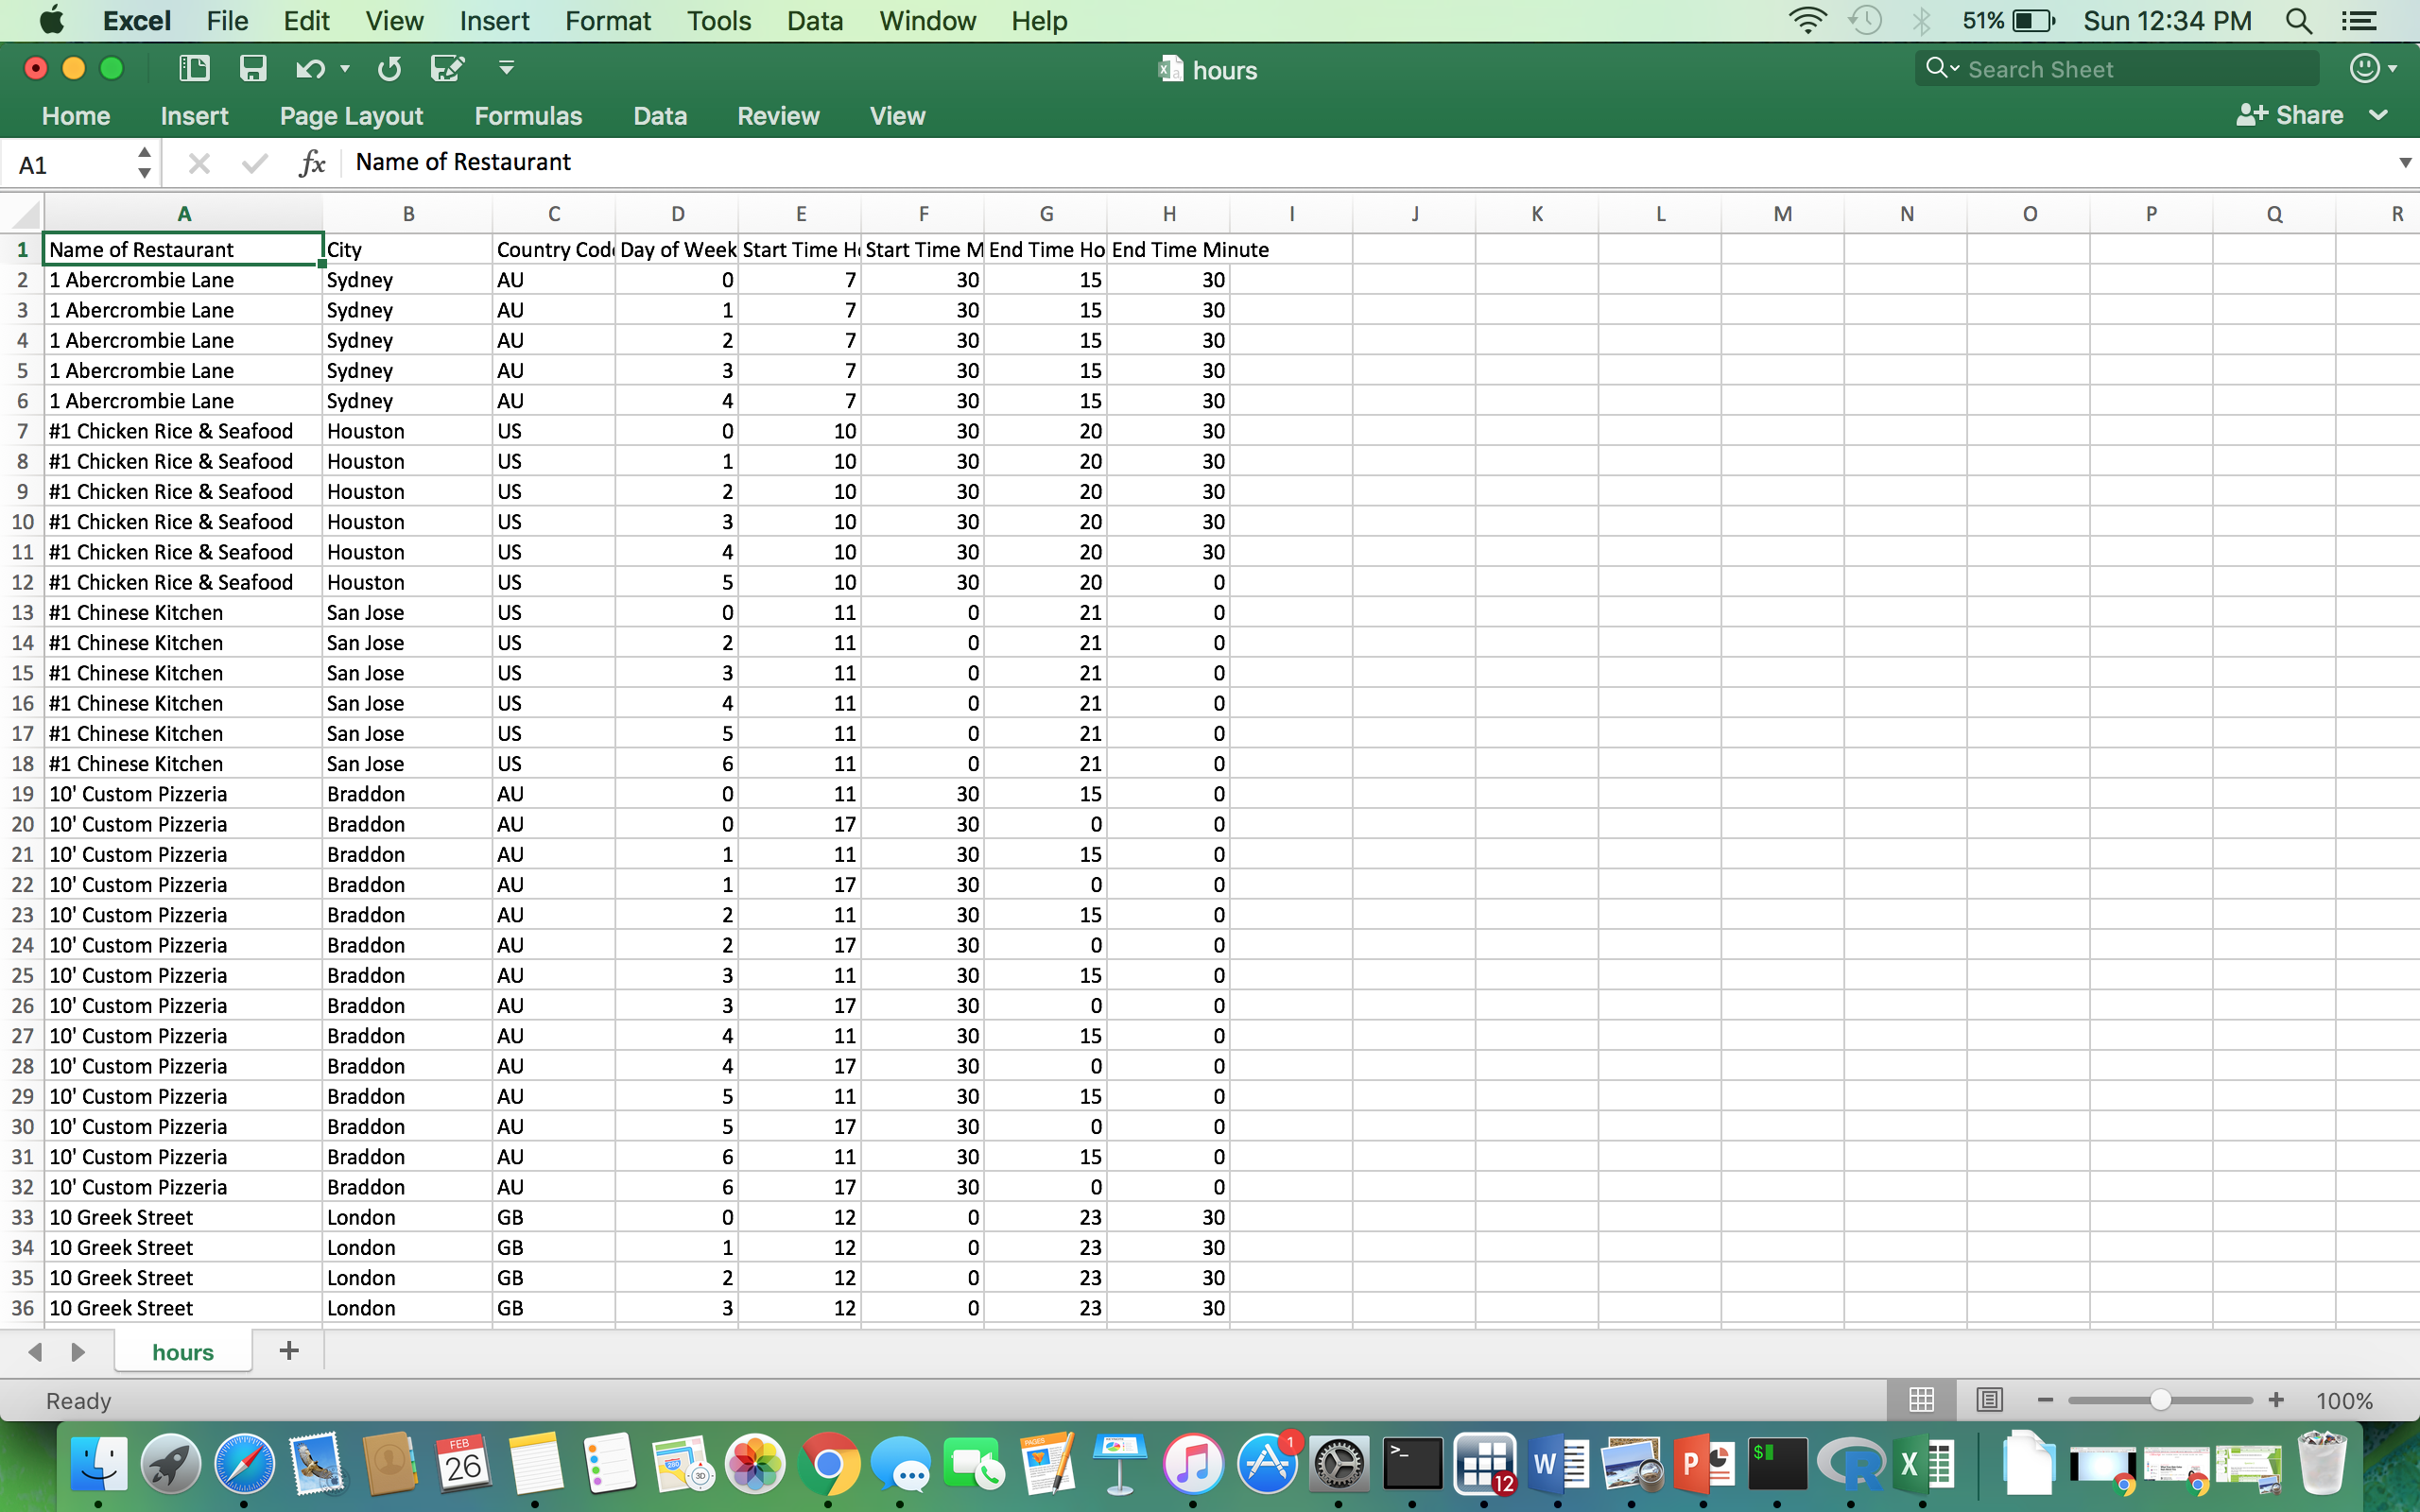 Excel File Edit View Insert Format Tools Data Window Help 51% Sun 12:34 PM
hours Search Sheet
Home Insert Page Layout Formulas Data Review View Share
A1 fx Name of Restaurant
A B C D E F G H I J K L M N O P Q R
1 Name of Restaurant City Country Cod Day of Week Start Time H Start Time M End Time Ho End Time Minute
2 1 Abercrombie Lane Sydney AU 0 7 30 15 30
3 1 Abercrombie Lane Sydney AU 1 7 30 15 30
4 1 Abercrombie Lane Sydney AU 2 7 30 15 30
5 1 Abercrombie Lane Sydney AU 3 7 30 15 30
6 1 Abercrombie Lane Sydney AU 4 7 30 15 30
7 #1 Chicken Rice & Seafood Houston US 0 10 30 20 30
8 #1 Chicken Rice & Seafood Houston US 1 10 30 20 30
9 #1 Chicken Rice & Seafood Houston US 2 10 30 20 30
10 #1 Chicken Rice & Seafood Houston US 3 10 30 20 30
11 #1 Chicken Rice & Seafood Houston US 4 10 30 20 30
12 #1 Chicken Rice & Seafood Houston US 5 10 30 20 0
13 #1 Chinese Kitchen San Jose US 0 11 0 21 0
14 #1 Chinese Kitchen San Jose US 2 11 0 21 0
15 #1 Chinese Kitchen San Jose US 3 11 0 21 0
16 #1 Chinese Kitchen San Jose US 4 11 0 21 0
17 #1 Chinese Kitchen San Jose US 5 11 0 21 0
18 #1 Chinese Kitchen San Jose US 6 11 0 21 0
19 10' Custom Pizzeria Braddon AU 0 11 30 15 0
20 10' Custom Pizzeria Braddon AU 0 17 30 0 0
21 10' Custom Pizzeria Braddon AU 1 11 30 15 0
22 10' Custom Pizzeria Braddon AU 1 17 30 0 0
23 10' Custom Pizzeria Braddon AU 2 11 30 15 0
24 10' Custom Pizzeria Braddon AU 2 17 30 0 0
25 10' Custom Pizzeria Braddon AU 3 11 30 15 0
26 10' Custom Pizzeria Braddon AU 3 17 30 0 0
27 10' Custom Pizzeria Braddon AU 4 11 30 15 0
28 10' Custom Pizzeria Braddon AU 4 17 30 0 0
29 10' Custom Pizzeria Braddon AU 5 11 30 15 0
30 10' Custom Pizzeria Braddon AU 5 17 30 0 0
31 10' Custom Pizzeria Braddon AU 6 11 30 15 0
32 10' Custom Pizzeria Braddon AU 6 17 30 0 0
33 10 Greek Street London GB 0 12 0 23 30
34 10 Greek Street London GB 1 12 0 23 30
35 10 Greek Street London GB 2 12 0 23 30
36 10 Greek Street London GB 3 12 0 23 30
hours +
Ready 100%
FEB 26 PAGES 280 3D 1 >_ 12 W P $ R X